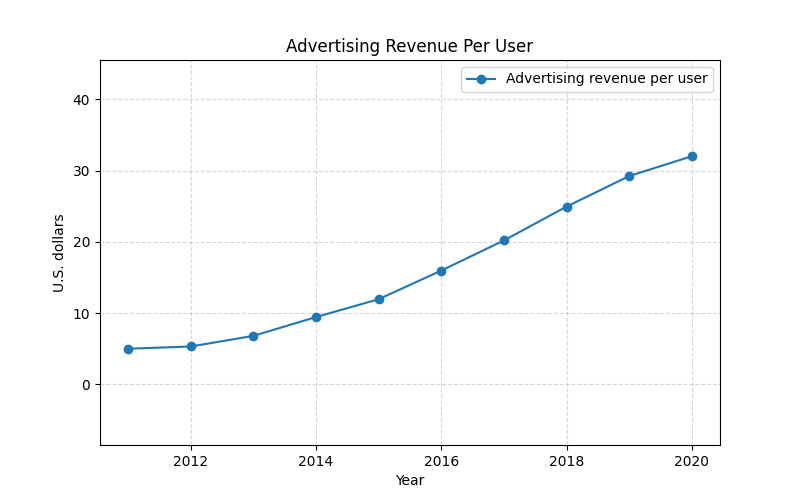 Advertising Revenue Per User
Advertising revenue per user
U.S. dollars
40
30
20
10
0
2012 2014 2016 2018 2020
Year